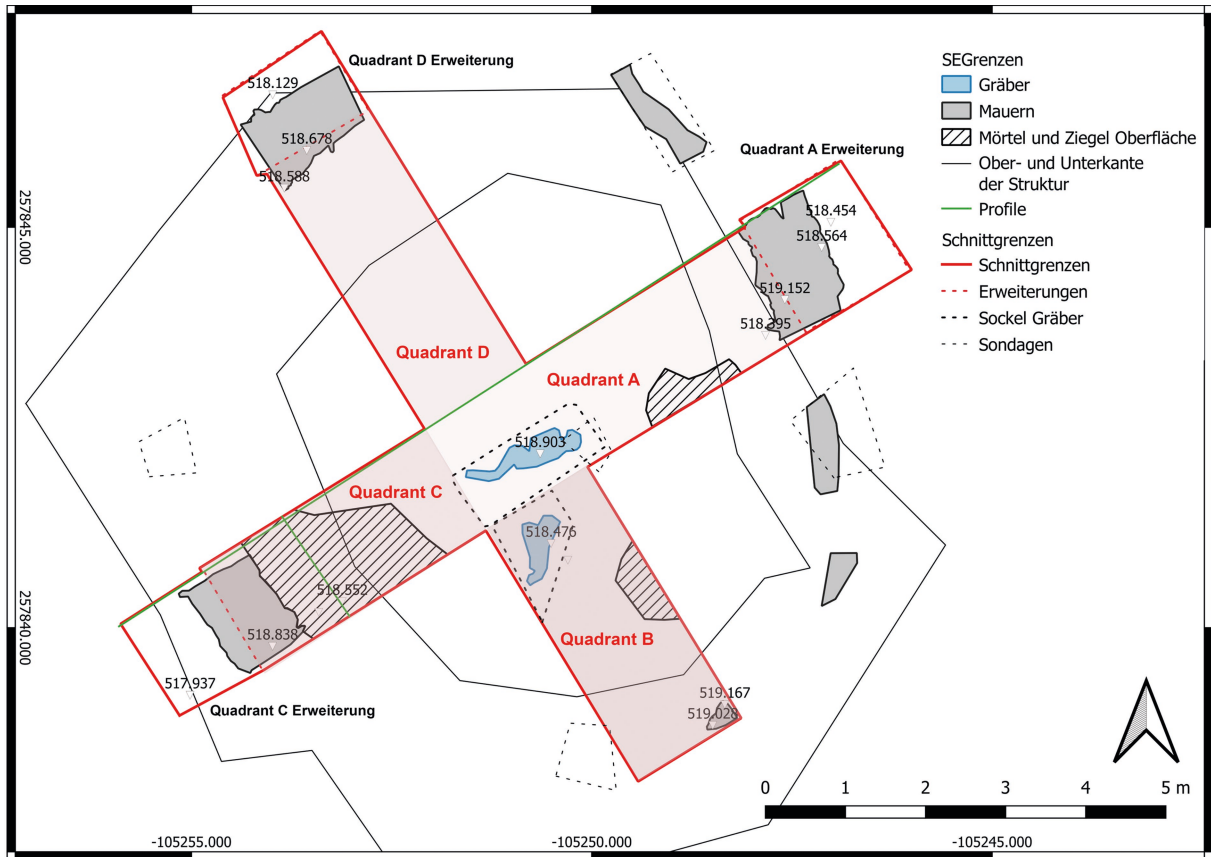 Quadrant D Erweiterung
518.129
518.678
518.588
Quadrant A Erweiterung
518.454
518.564
519.152
518.395
Quadrant D
Quadrant A
518.903
Quadrant C
518.476
518.552
518.838
Quadrant B
517.937
Quadrant C Erweiterung
519.167
519.028
SEGrenzen
Gräber
Mauern
Mörtel und Ziegel Oberfläche
Ober- und Unterkante
der Struktur
Profile
Schnittgrenzen
Schnittgrenzen
Erweiterungen
Sockel Gräber
Sondagen
257845.000
257840.000
0 1 2 3 4 5 m
-105255.000 -105250.000 -105245.000